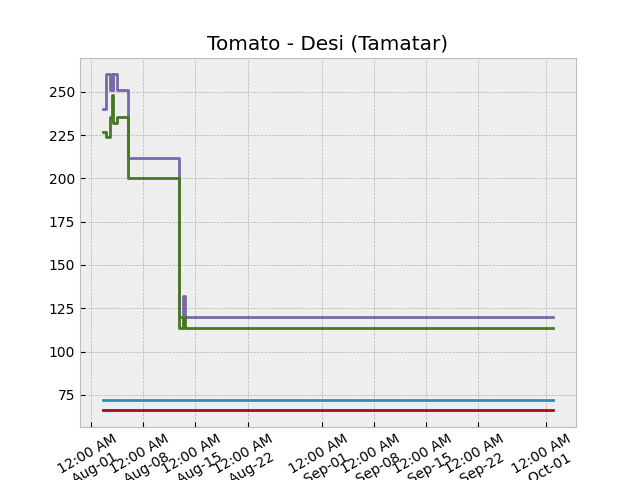 Tomato - Desi (Tamatar)
250
225
200
175
150
125
100
75
12:00 AM
Aug-01
12:00 AM
Aug-08
12:00 AM
Aug-15
12:00 AM
Aug-22
12:00 AM
Sep-01
12:00 AM
Sep-08
12:00 AM
Sep-15
12:00 AM
Sep-22
12:00 AM
Oct-01